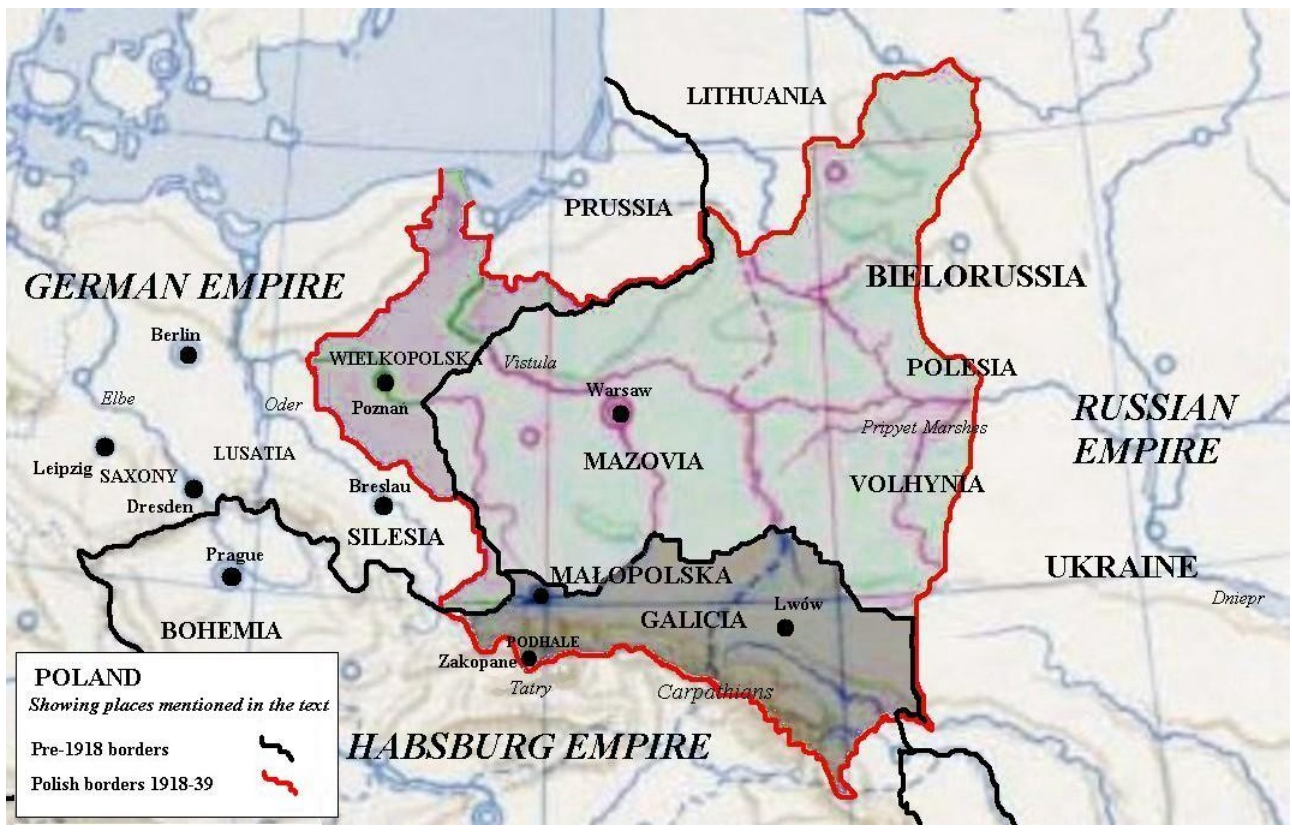 LITHUANIA
PRUSSIA
GERMAN EMPIRE
BIELORUSSIA
Berlin
WIELKOPOLSKA
Vistula
POLESIA
Elbe
Oder
Poznań
Warsaw
Pripyet Marshes
RUSSIAN
EMPIRE
Leipzig
SAXONY
LUSATIA
MAZOVIA
VOLHYNIA
Dresden
Breslau
SILESIA
Prague
MAŁOPOLSKA
UKRAINE
Dniepr
GALICIA
Lwów
BOHEMIA
PODHALE
Zakopane
Tatry
Carpathians
HABSBURG EMPIRE
POLAND
Showing places mentioned in the text
Pre-1918 borders
Polish borders 1918-39